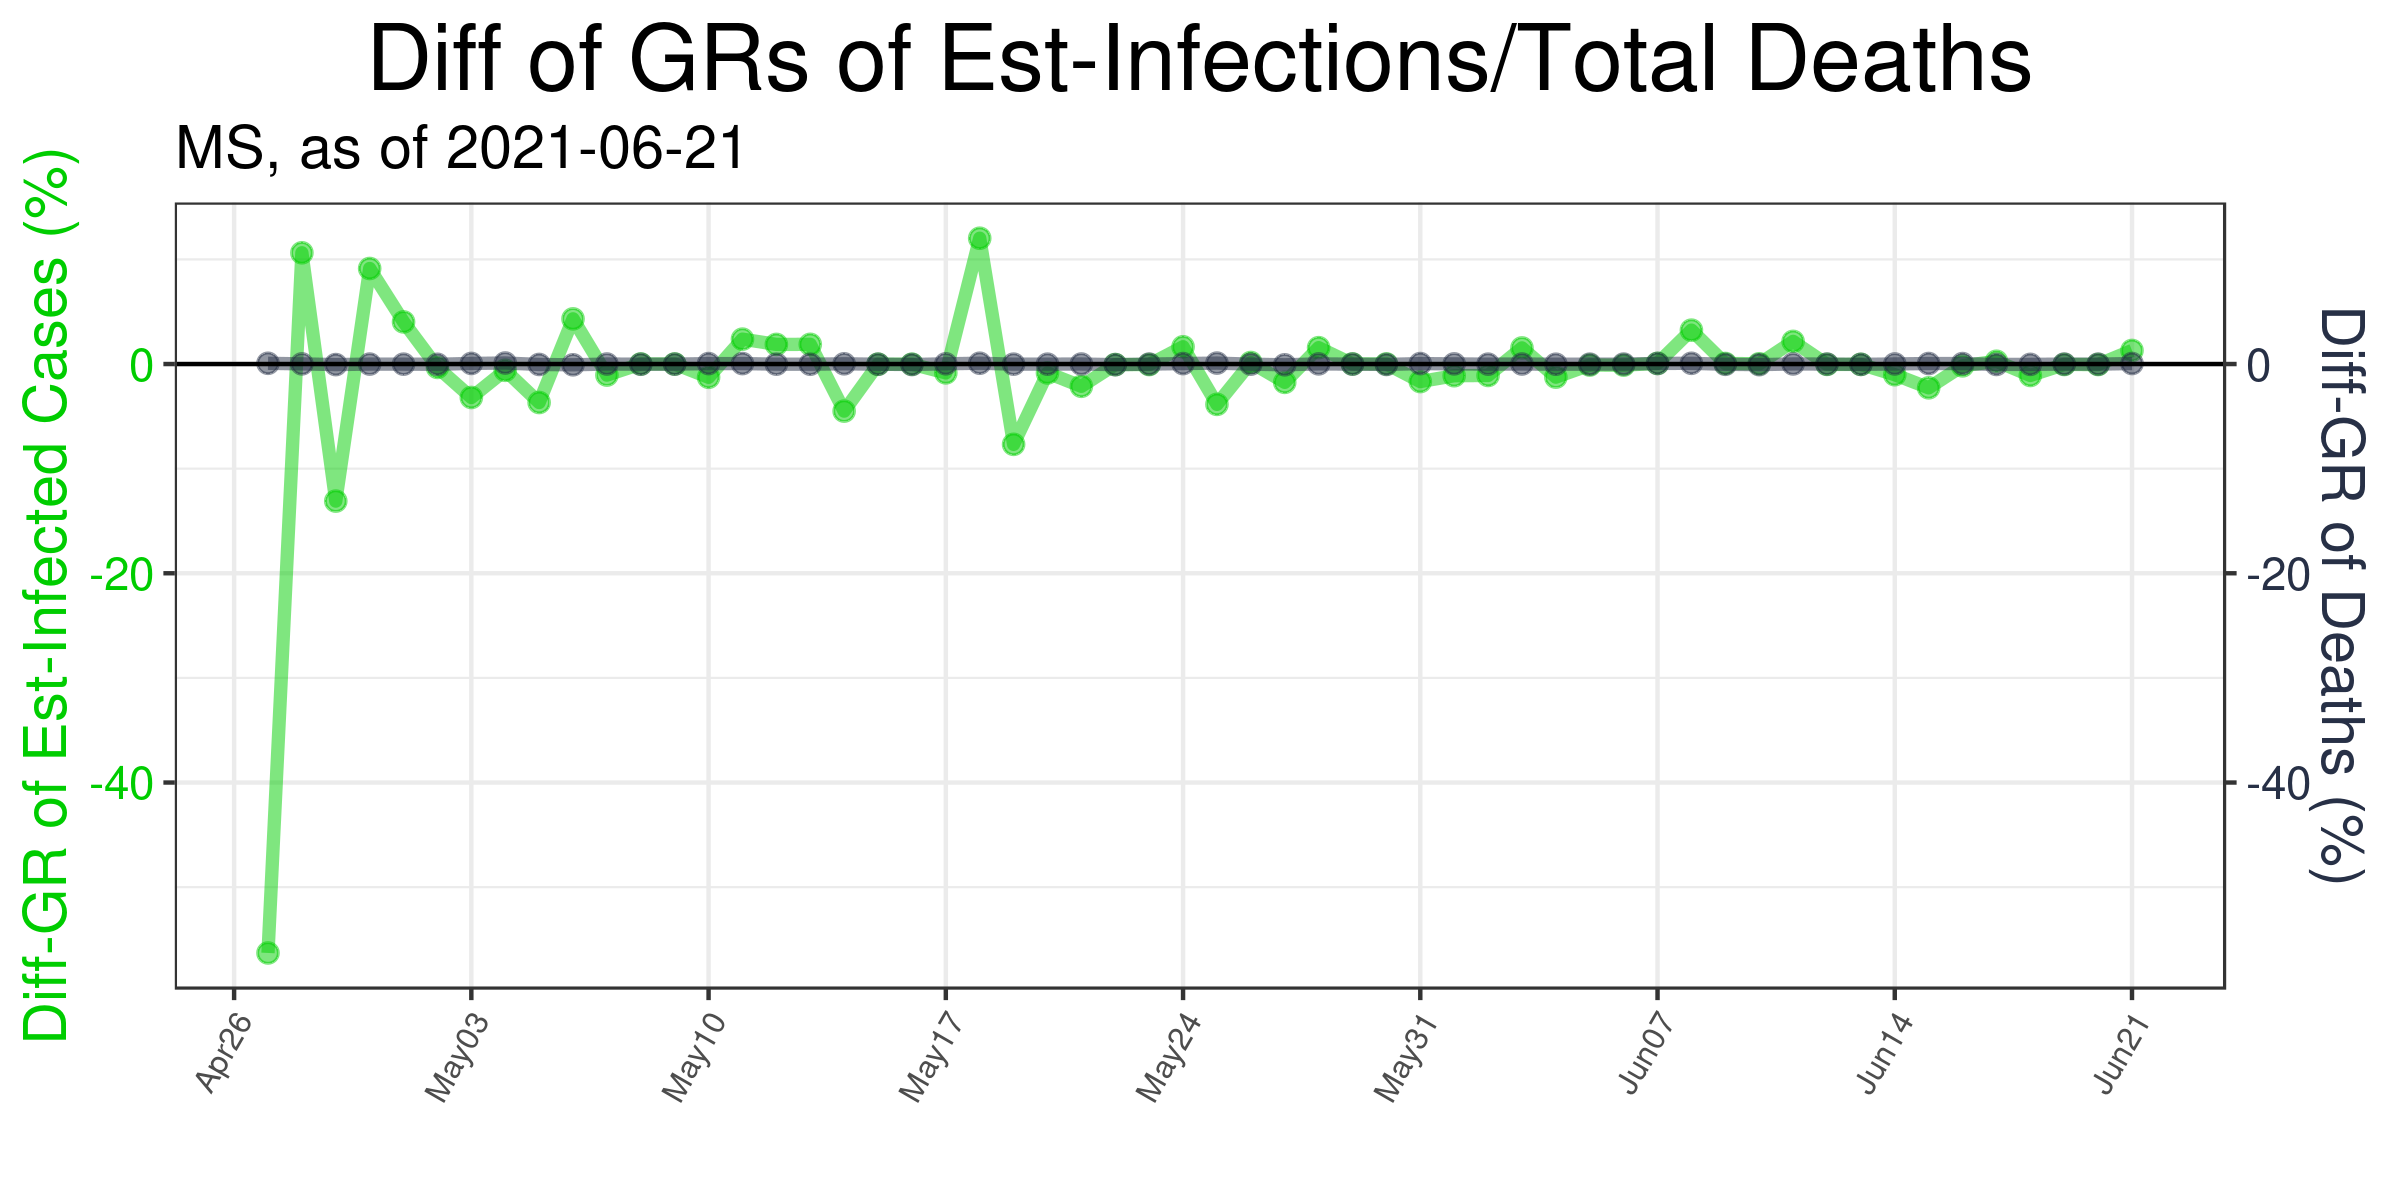 Diff of GRs of Est-Infections/Total Deaths
MS, as of 2021-06-21
Diff-GR of Est-Infected Cases (%)
0
-20
-40
0
-20
-40
Diff-GR of Deaths (%)
Apr26
May03
May10
May17
May24
May31
Jun07
Jun14
Jun21